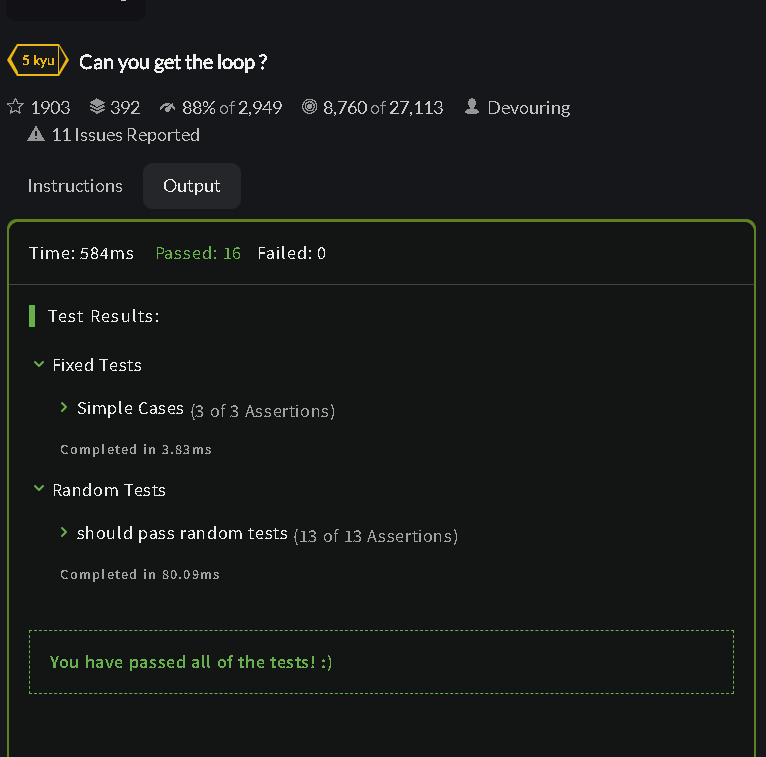 5 kyu Can you get the loop ?
1903 392 88% of 2,949 8,760 of 27,113 Devouring
11 Issues Reported
Instructions Output
Time: 584ms Passed: 16 Failed: 0
Test Results:
Fixed Tests
Simple Cases (3 of 3 Assertions)
Completed in 3.83ms
Random Tests
should pass random tests (13 of 13 Assertions)
Completed in 80.09ms
You have passed all of the tests! :)